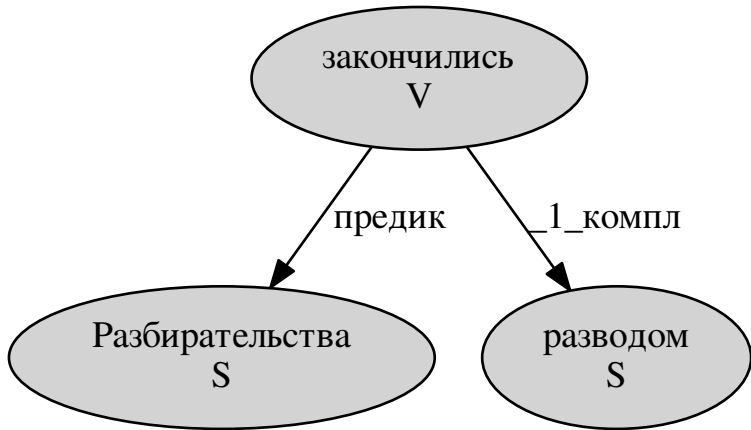 закончились
V
предик
_1_компл
Разбирательства
S
разводом
S